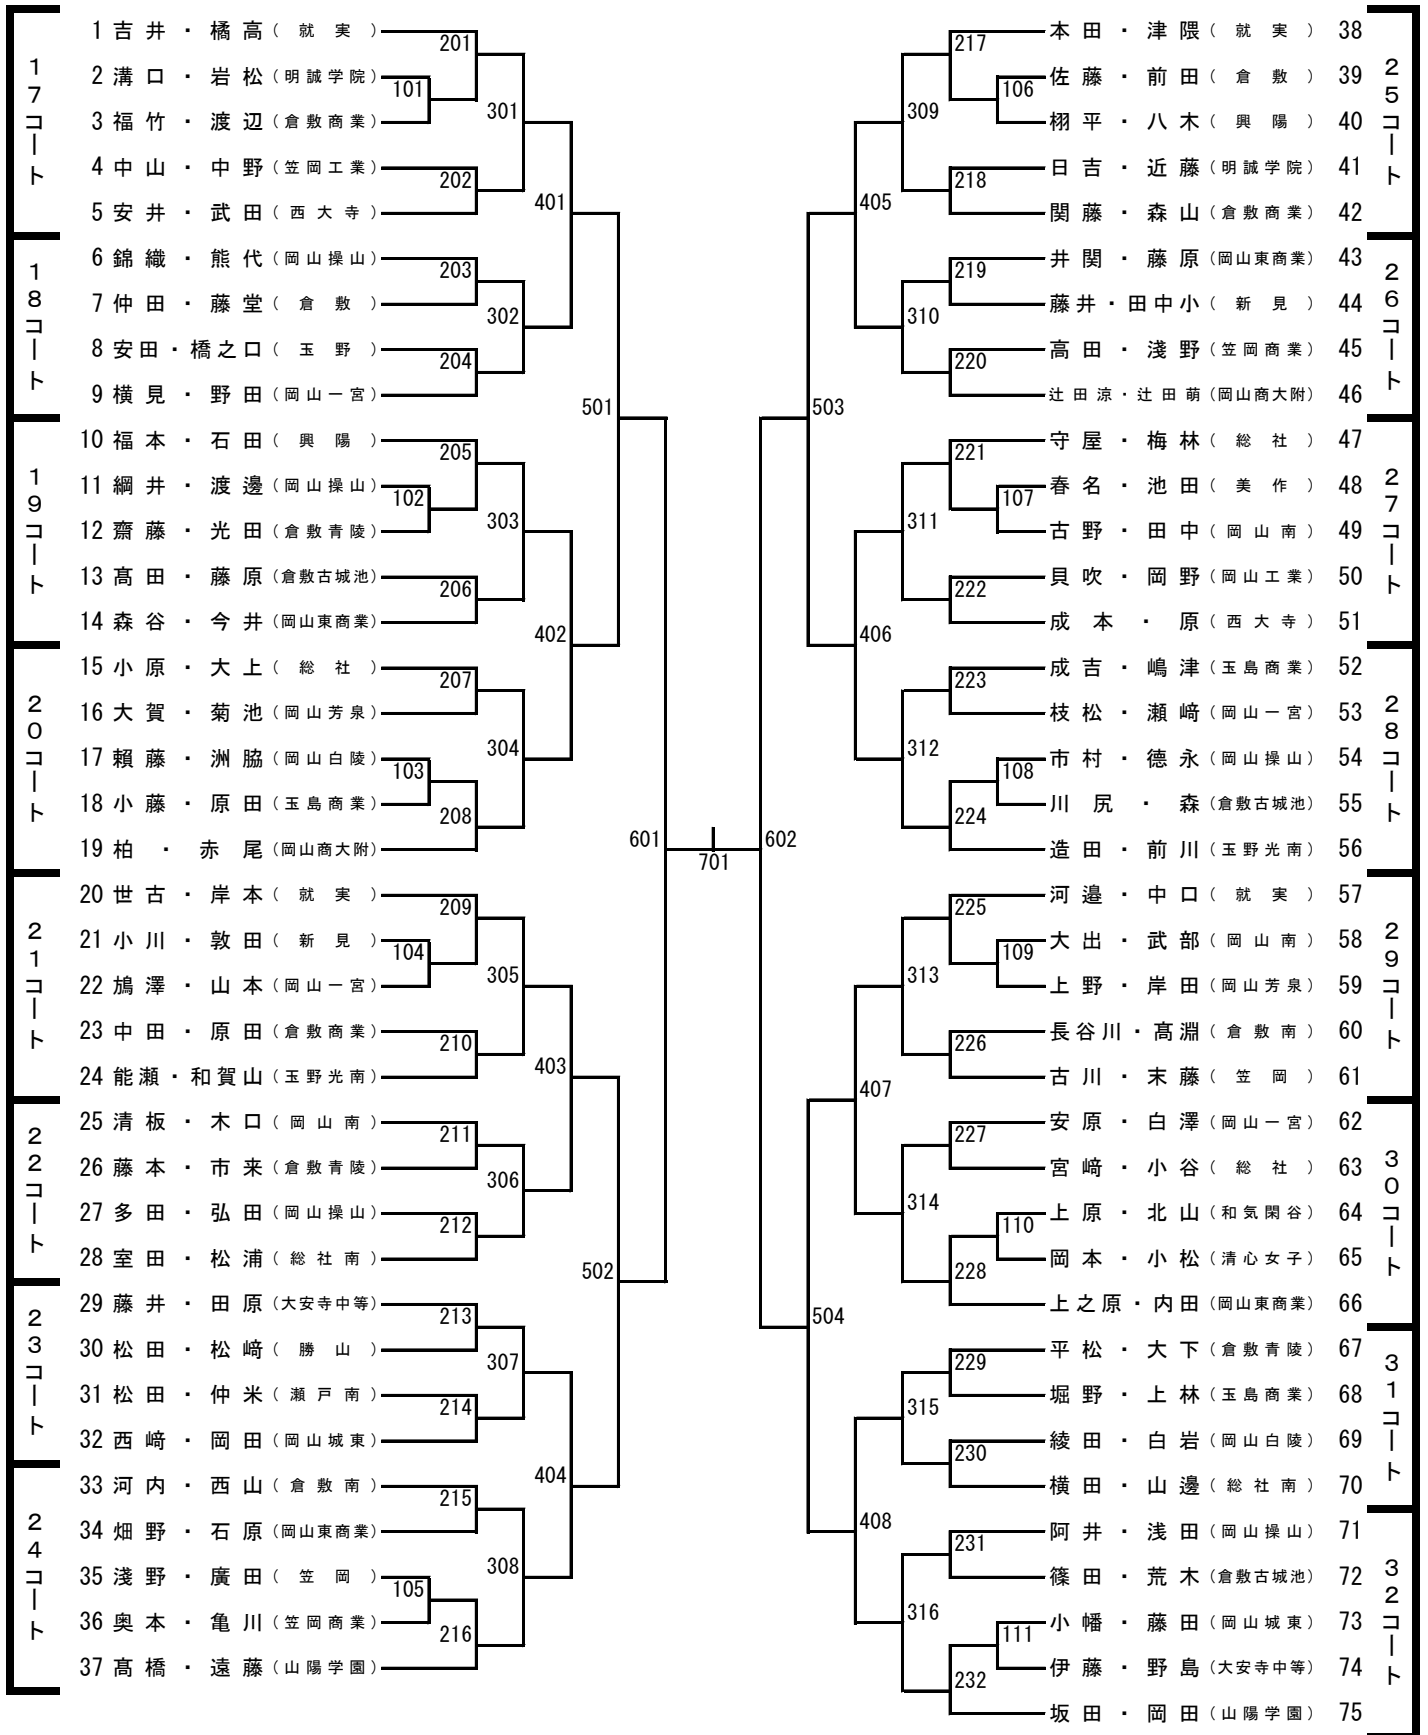 17コート
1 吉井・橘高(就実)
2 溝口・岩松(明誠学院)
3 福竹・渡辺(倉敷商業)
4 中山・中野(笠岡工業)
5 安井・武田(西大寺)
18コート
6 錦織・熊代(岡山操山)
7 仲田・藤堂(倉敷)
8 安田・橋之口(玉野)
9 横見・野田(岡山一宮)
19コート
10 福本・石田(興陽)
11 綱井・渡邊(岡山操山)
12 齋藤・光田(倉敷青陵)
13 髙田・藤原(倉敷古城池)
14 森谷・今井(岡山東商業)
20コート
15 小原・大上(総社)
16 大賀・菊池(岡山芳泉)
17 賴藤・洲脇(岡山白陵)
18 小藤・原田(玉島商業)
19 柏・赤尾(岡山商大附)
21コート
20 世古・岸本(就実)
21 小川・敦田(新見)
22 鳩澤・山本(岡山一宮)
23 中田・原田(倉敷商業)
24 能瀬・和賀山(玉野光南)
22コート
25 清板・木口(岡山南)
26 藤本・市来(倉敷青陵)
27 多田・弘田(岡山操山)
28 室田・松浦(総社南)
23コート
29 藤井・田原(大安寺中等)
30 松田・松﨑(勝山)
31 松田・仲米(瀬戸南)
32 西﨑・岡田(岡山城東)
24コート
33 河内・西山(倉敷南)
34 畑野・石原(岡山東商業)
35 淺野・廣田(笠岡)
36 奥本・亀川(笠岡商業)
37 髙橋・遠藤(山陽学園)
101
102
103
104
105
201
202
203
204
205
206
207
208
209
210
211
212
213
214
215
216
301
302
303
304
305
306
307
308
401
402
403
404
501
502
601
701
602
503
504
405
406
407
408
309
310
311
312
313
314
315
316
217
218
219
220
221
222
223
224
225
226
227
228
229
230
231
232
106
107
108
109
110
111
本田・津隈(就実) 38
佐藤・前田(倉敷) 39
栩平・八木(興陽) 40
日吉・近藤(明誠学院) 41
関藤・森山(倉敷商業) 42
25コート
井関・藤原(岡山東商業) 43
藤井・田中小(新見) 44
高田・淺野(笠岡商業) 45
辻田涼・辻田萌(岡山商大附) 46
26コート
守屋・梅林(総社) 47
春名・池田(美作) 48
古野・田中(岡山南) 49
貝吹・岡野(岡山工業) 50
成本・原(西大寺) 51
27コート
成吉・嶋津(玉島商業) 52
枝松・瀬﨑(岡山一宮) 53
市村・德永(岡山操山) 54
川尻・森(倉敷古城池) 55
造田・前川(玉野光南) 56
28コート
河邉・中口(就実) 57
大出・武部(岡山南) 58
上野・岸田(岡山芳泉) 59
長谷川・髙淵(倉敷南) 60
古川・末藤(笠岡) 61
29コート
安原・白澤(岡山一宮) 62
宮﨑・小谷(総社) 63
上原・北山(和気閑谷) 64
岡本・小松(清心女子) 65
上之原・内田(岡山東商業) 66
30コート
平松・大下(倉敷青陵) 67
堀野・上林(玉島商業) 68
綾田・白岩(岡山白陵) 69
横田・山邊(総社南) 70
31コート
阿井・浅田(岡山操山) 71
篠田・荒木(倉敷古城池) 72
小幡・藤田(岡山城東) 73
伊藤・野島(大安寺中等) 74
坂田・岡田(山陽学園) 75
32コート